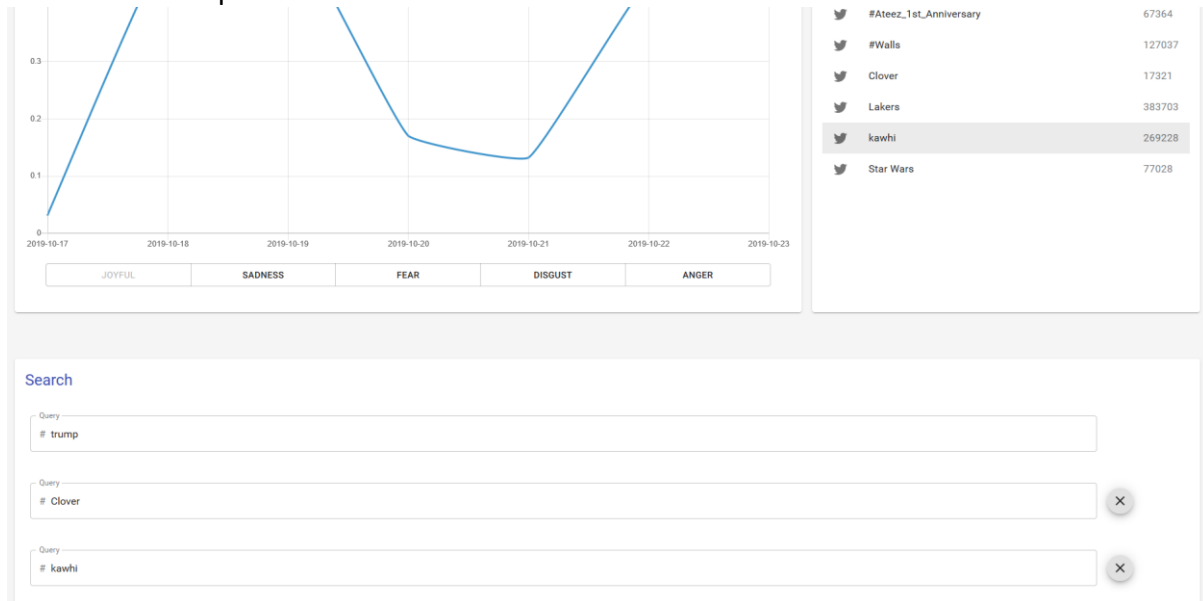 0.3
0.2
0.1
0
2019-10-17 2019-10-18 2019-10-19 2019-10-20 2019-10-21 2019-10-22 2019-10-23
JOYFUL SADNESS FEAR DISGUST ANGER
#Ateez_1st_Anniversary 67364
#Walls 127037
Clover 17321
Lakers 383703
kawhi 269228
Star Wars 77028
Search
Query
# trump
Query
# Clover
Query
# kawhi